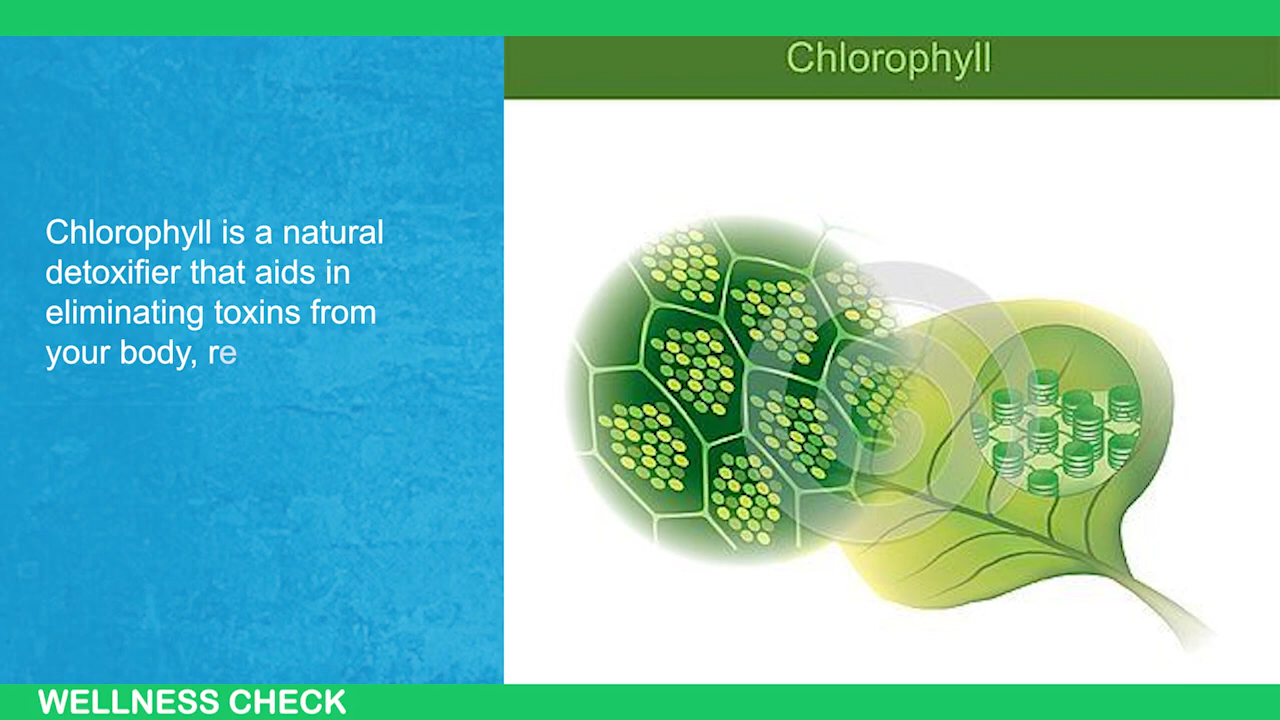 Chlorophyll
Chlorophyll is a natural
detoxifier that aids in
eliminating toxins from
your body, re
WELLNESS CHECK